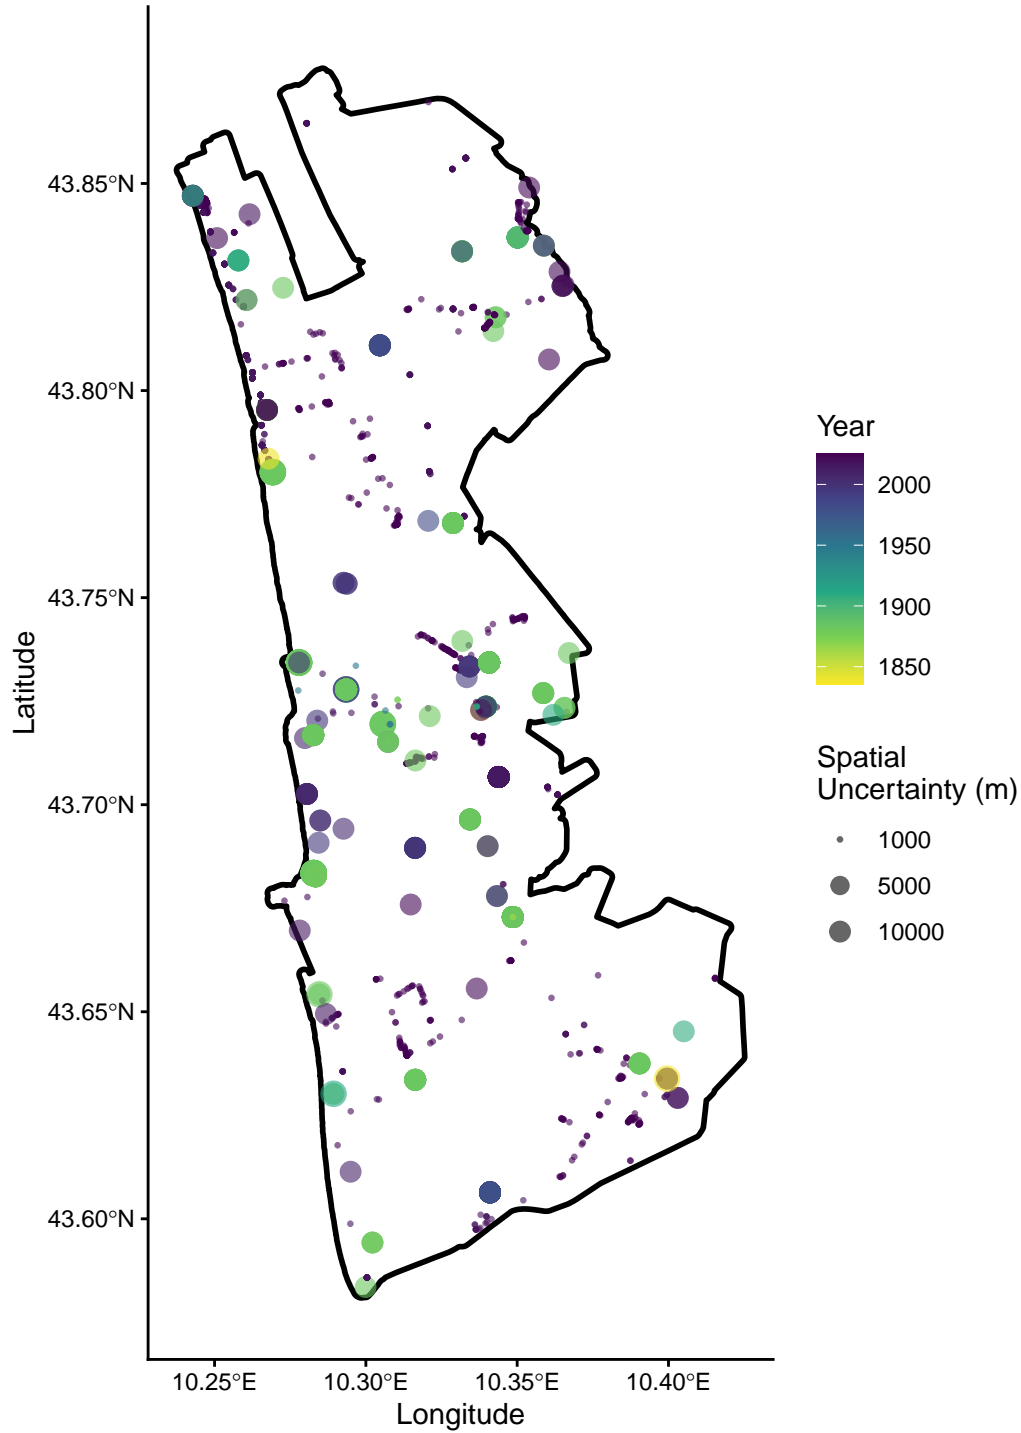 43.85°N
43.80°N
43.75°N
43.70°N
43.65°N
43.60°N
Latitude
10.25°E 10.30°E 10.35°E 10.40°E
Longitude
Year
2000
1950
1900
1850
Spatial
Uncertainty (m)
1000
5000
10000